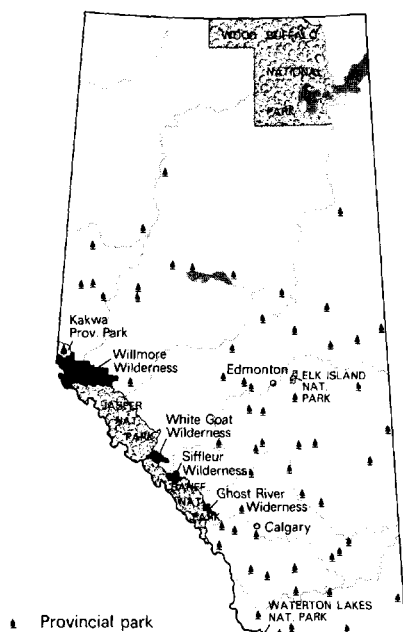 WOOD BUFFALO
NATIONAL
PARK
Kakwa
Prov. Park
Willmore
Wilderness
Edmonton
ELK ISLAND
NAT.
PARK
JASPER
NAT.
PARK
White Goat
Wilderness
Siffleur
Wilderness
BANFF
NAT.
PARK
Ghost River
Widerness
Calgary
WATERTON LAKES
NAT. PARK
Provincial park